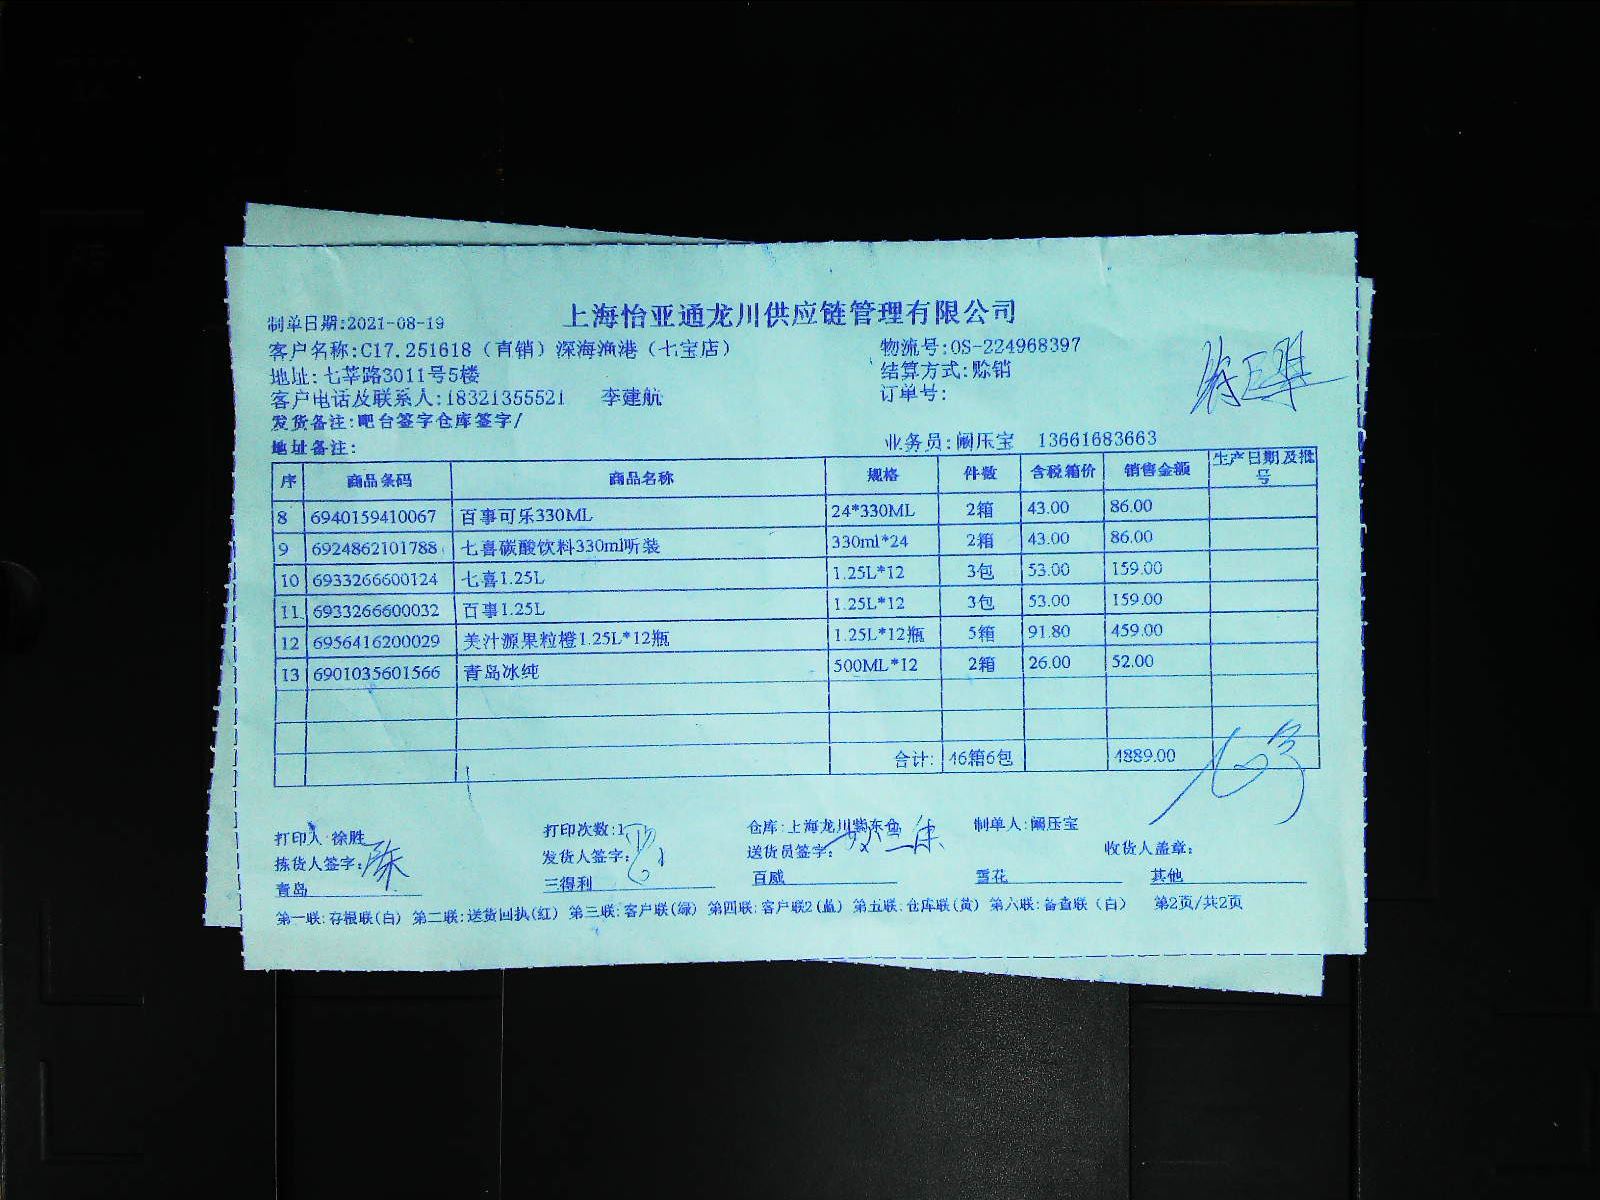 上海怡亚通龙川供应链管理有限公司
制单日期:2021-08-19
客户名称:C17.251618（直销）深海渔港（七宝店） 物流号:OS-224968397
地址:七莘路3011号5楼 结算方式:赊销
客户电话及联系人:18321355521 李建航 订单号:
发货备注:吧台签字仓库签字/
地址备注: 业务员:阚压宝 13661683663
序 商品条码 商品名称 规格 件数 含税箱价 销售金额 生产日期及批号
8 6940159410067 百事可乐330ML 24*330ML 2箱 43.00 86.00
9 6924862101788 七喜碳酸饮料330ml听装 330ml*24 2箱 43.00 86.00
10 6933266600124 七喜1.25L 1.25L*12 3包 53.00 159.00
11 6933266600032 百事1.25L 1.25L*12 3包 53.00 159.00
12 6956416200029 美汁源果粒橙1.25L*12瓶 1.25L*12瓶 5箱 91.80 459.00
13 6901035601566 青岛冰纯 500ML*12 2箱 26.00 52.00
合计: 46箱6包 4889.00
打印人:徐胜 打印次数:1 仓库:上海龙川 制单人:阚压宝
拣货人签字: 发货人签字: 送货员签字: 收货人盖章:
青岛 三得利 百威 雪花 其他
第一联:存根联(白) 第二联:送货回执(红) 第三联:客户联(绿) 第四联:客户联2(蓝) 第五联:仓库联(黄) 第六联:备查联（白） 第2页/共2页